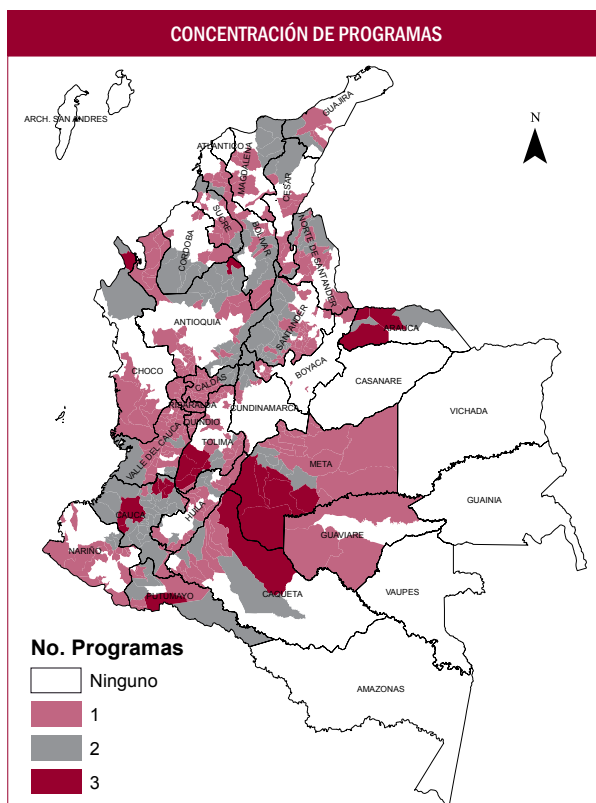 CONCENTRACIÓN DE PROGRAMAS
ARCH. SAN ANDRES
N
GUAJIRA
ATLANTICO
MAGDALENA
CESAR
SUCRE
BOLIVAR
CORDOBA
NORTE DE SANTANDER
ANTIOQUIA
SANTANDER
ARAUCA
CHOCO
BOYACA
CALDAS
CASANARE
RISARALDA
CUNDINAMARCA
VICHADA
QUINDIO
TOLIMA
VALLE DEL CAUCA
META
GUAINIA
CAUCA
HUILA
GUAVIARE
NARIÑO
PUTUMAYO
CAQUETA
VAUPES
AMAZONAS
No. Programas
Ninguno
1
2
3